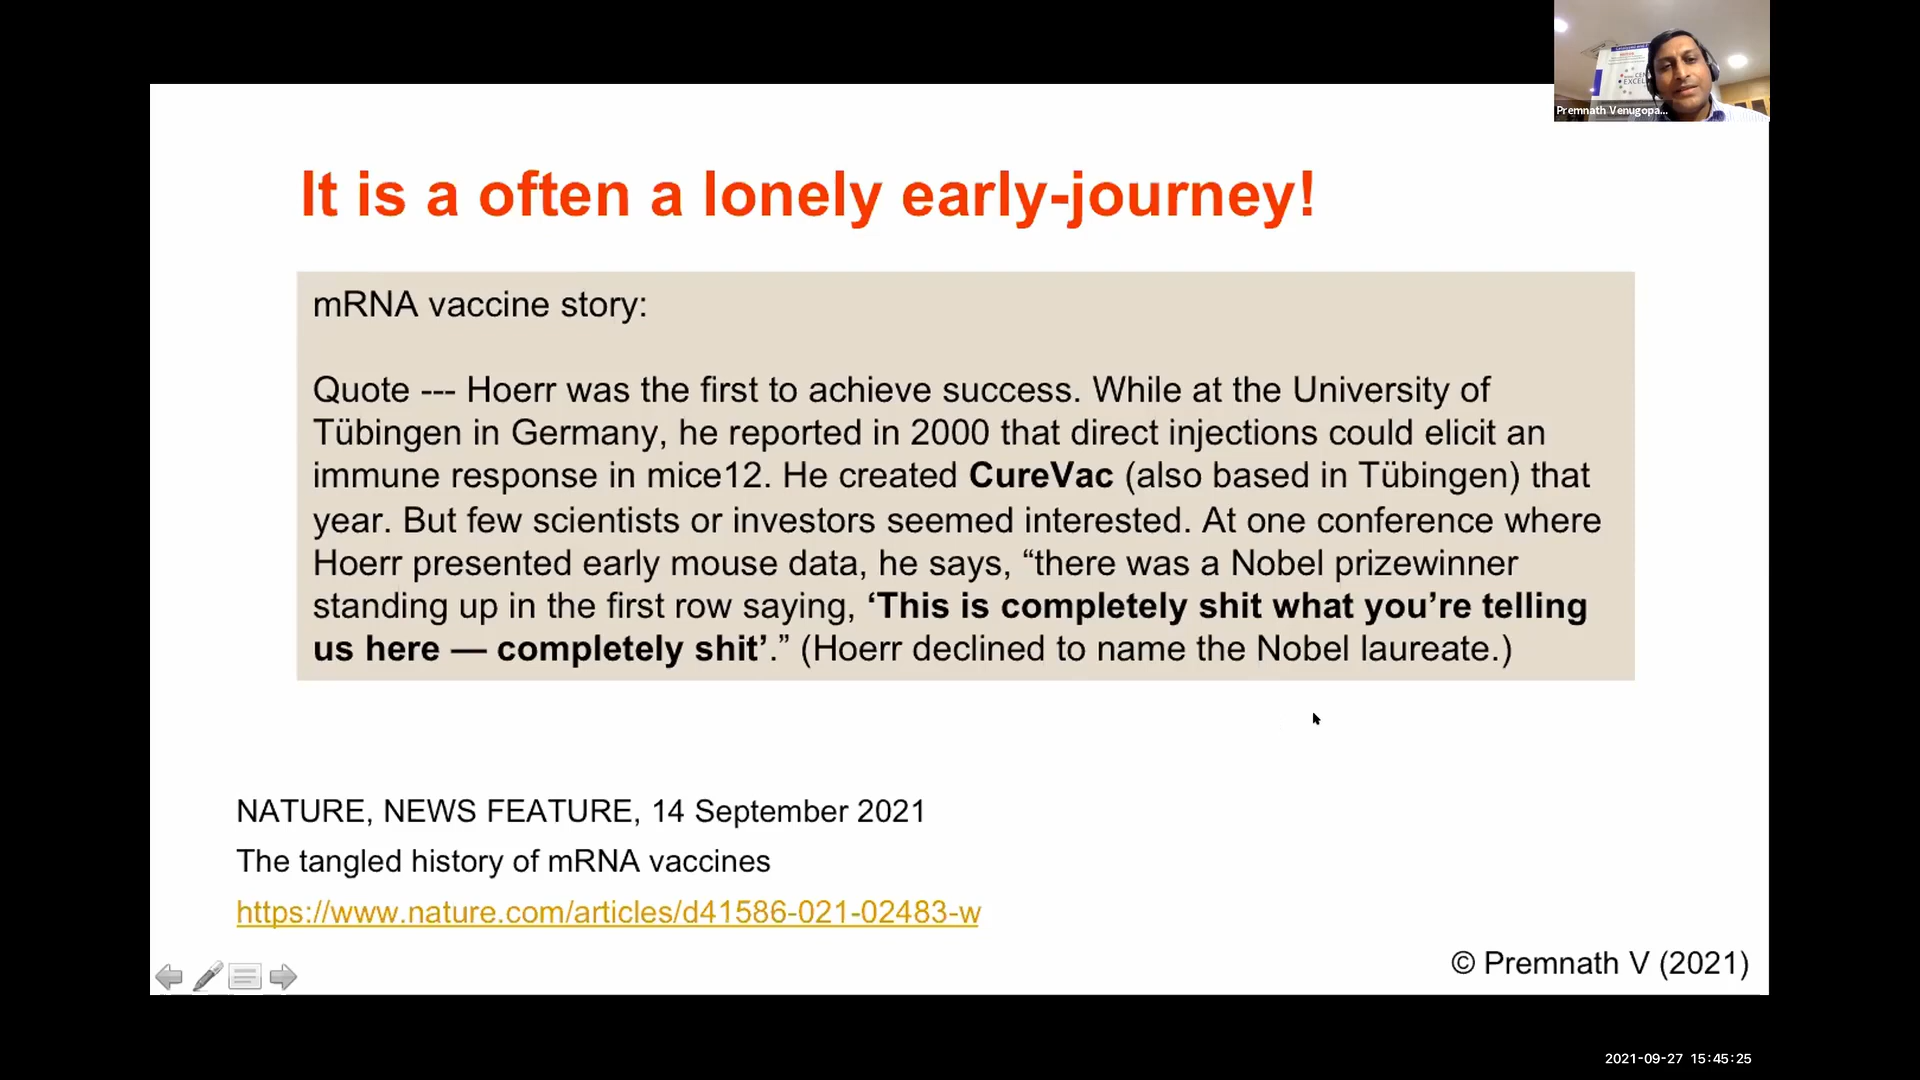 Premnath Venugopa...
It is a often a lonely early-journey!
mRNA vaccine story:
Quote --- Hoerr was the first to achieve success. While at the University of
Tübingen in Germany, he reported in 2000 that direct injections could elicit an
immune response in mice12. He created CureVac (also based in Tübingen) that
year. But few scientists or investors seemed interested. At one conference where
Hoerr presented early mouse data, he says, “there was a Nobel prizewinner
standing up in the first row saying, ‘This is completely shit what you’re telling
us here — completely shit’.” (Hoerr declined to name the Nobel laureate.)
NATURE, NEWS FEATURE, 14 September 2021
The tangled history of mRNA vaccines
https://www.nature.com/articles/d41586-021-02483-w
© Premnath V (2021)
2021-09-27 15:45:25